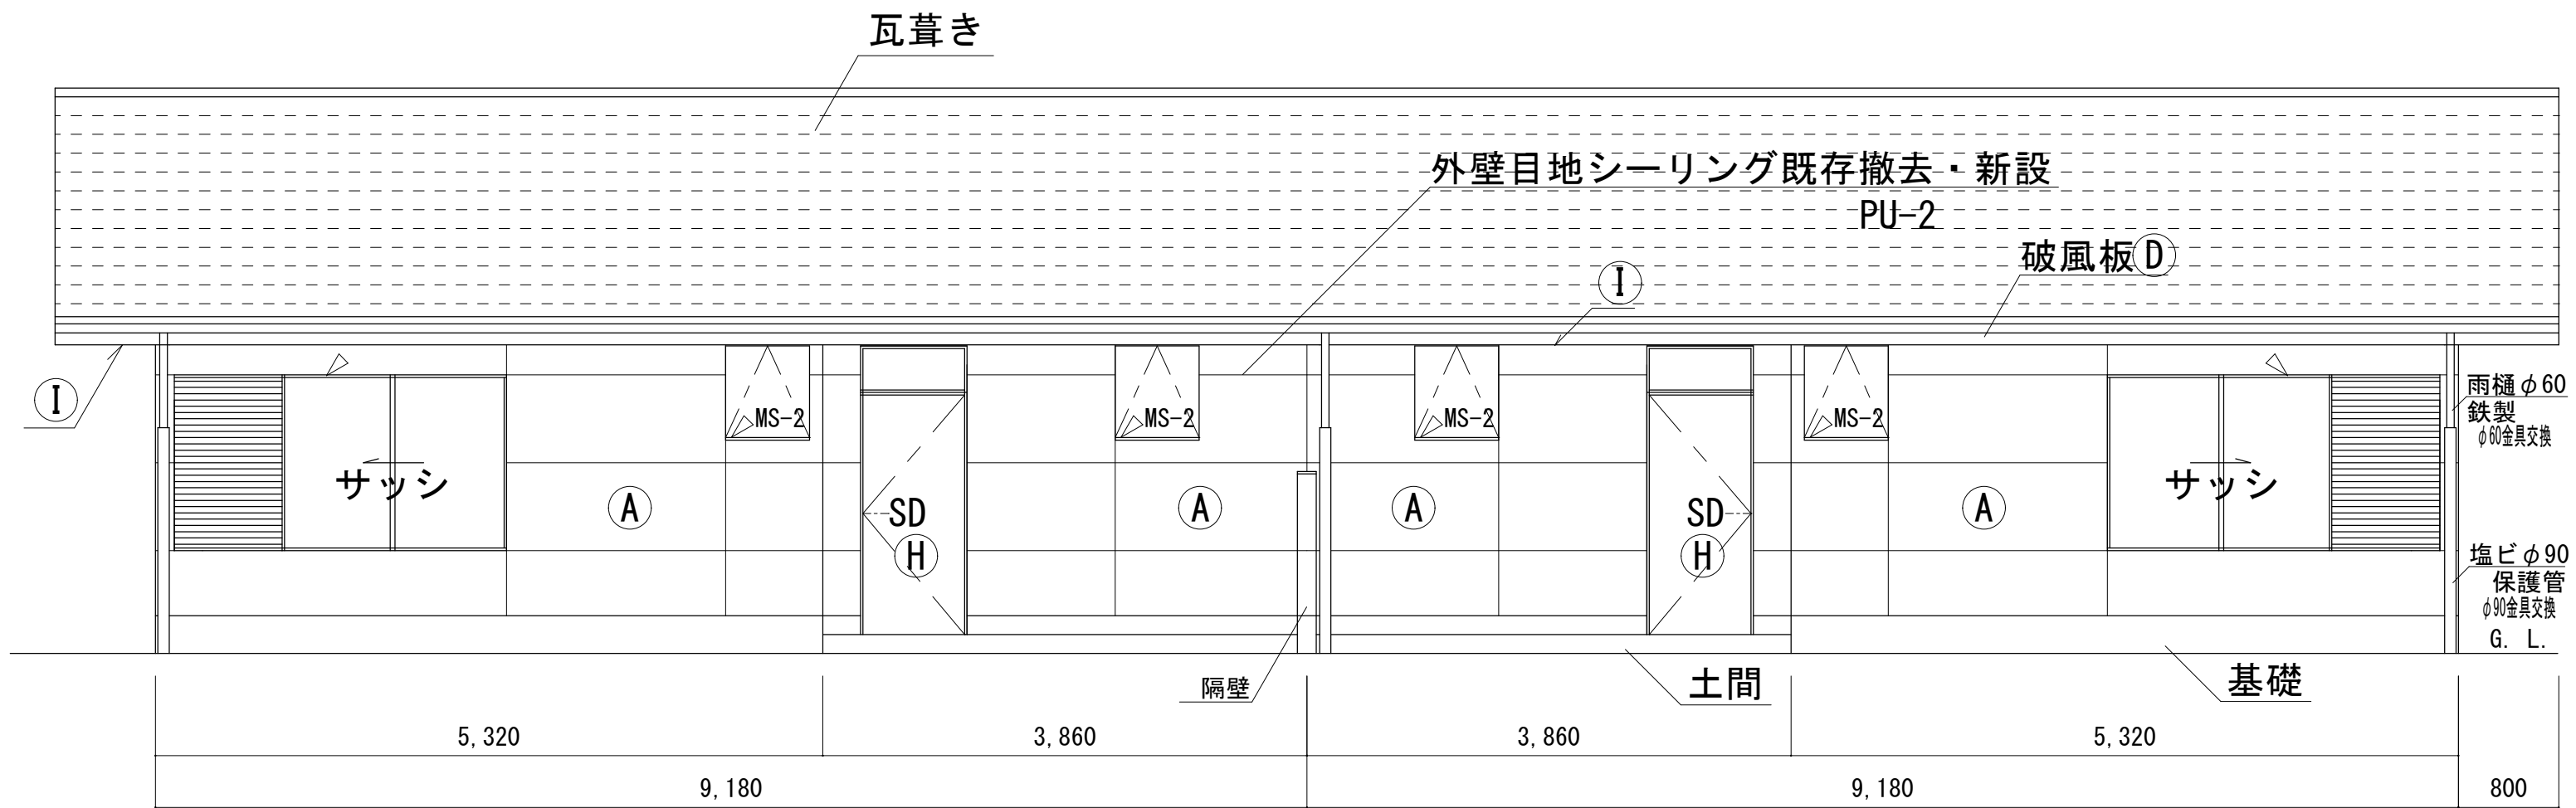 瓦葺き
外壁目地シーリング既存撤去・新設
PU-2
破風板 D
I
I
雨樋φ60
鉄製
φ60金具交換
MS-2
MS-2
MS-2
MS-2
サッシ
サッシ
A
A
A
A
SD
H
SD
H
塩ビφ90
保護管
φ90金具交換
G. L.
隔壁
土間
基礎
5,320
3,860
3,860
5,320
9,180
9,180
800